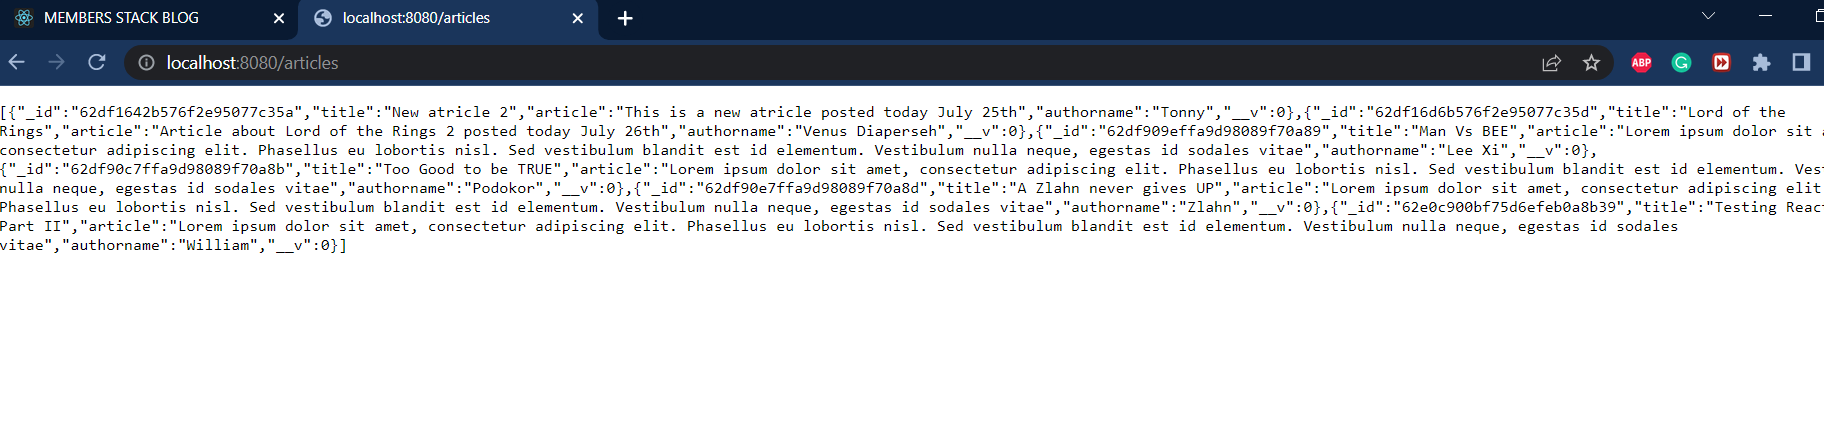 MEMBERS STACK BLOG
localhost:8080/articles
localhost:8080/articles
ABP
[{"_id":"62df1642b576f2e95077c35a","title":"New atricle 2","article":"This is a new atricle posted today July 25th","authorname":"Tonny","__v":0},{"_id":"62df16d6b576f2e95077c35d","title":"Lord of the
Rings","article":"Article about Lord of the Rings 2 posted today July 26th","authorname":"Venus Diaperseh","__v":0},{"_id":"62df909effa9d98089f70a89","title":"Man Vs BEE","article":"Lorem ipsum dolor sit
consectetur adipiscing elit. Phasellus eu lobortis nisl. Sed vestibulum blandit est id elementum. Vestibulum nulla neque, egestas id sodales vitae","authorname":"Lee Xi","__v":0},
{"_id":"62df90c7ffa9d98089f70a8b","title":"Too Good to be TRUE","article":"Lorem ipsum dolor sit amet, consectetur adipiscing elit. Phasellus eu lobortis nisl. Sed vestibulum blandit est id elementum.
nulla neque, egestas id sodales vitae","authorname":"Podokor","__v":0},{"_id":"62df90e7ffa9d98089f70a8d","title":"A Zlahn never gives UP","article":"Lorem ipsum dolor sit amet, consectetur adipiscing elit
Phasellus eu lobortis nisl. Sed vestibulum blandit est id elementum. Vestibulum nulla neque, egestas id sodales vitae","authorname":"Zlahn","__v":0},{"_id":"62e0c900bf75d6efeb0a8b39","title":"Testing
Part II","article":"Lorem ipsum dolor sit amet, consectetur adipiscing elit. Phasellus eu lobortis nisl. Sed vestibulum blandit est id elementum. Vestibulum nulla neque, egestas id sodales
vitae","authorname":"William","__v":0}]